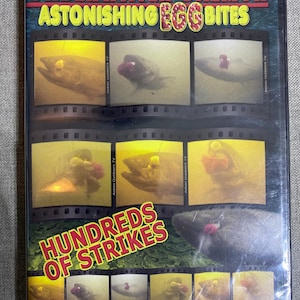 ASTONISHING EGG BITES
HUNDREDS
OF STRIKES